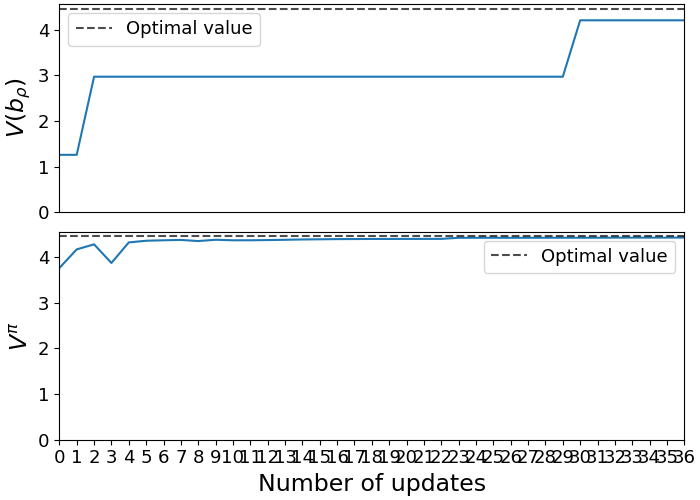 Optimal value
4
3
2
1
0
V(b_ρ)
Optimal value
4
3
2
1
0
V^π
0 1 2 3 4 5 6 7 8 9 10 11 12 13 14 15 16 17 18 19 20 21 22 23 24 25 26 27 28 29 30 31 32 33 34 35 36
Number of updates